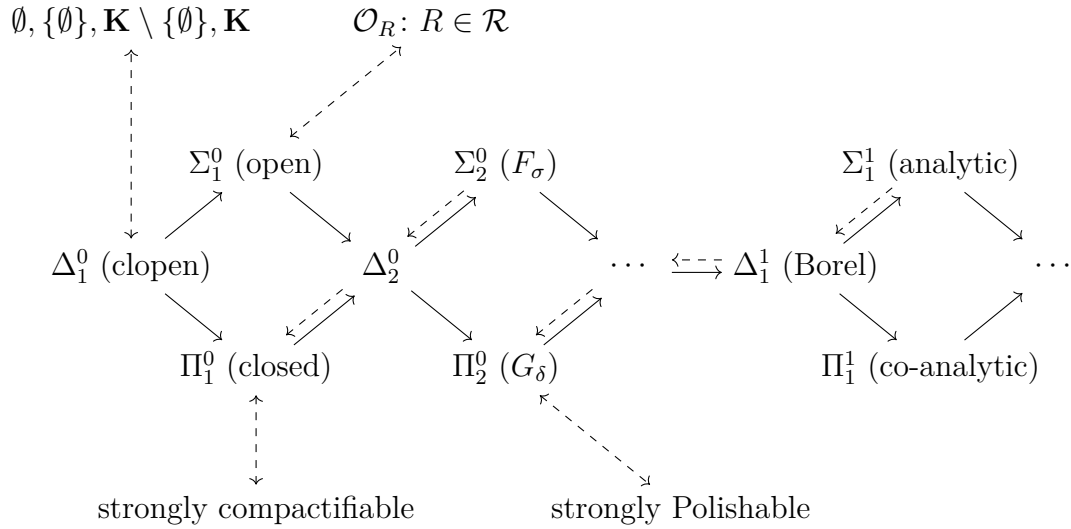 ∅, {∅}, K \ {∅}, K
𝒪_R : R ∈ ℛ
Σ⁰₁ (open)
Σ⁰₂ (F_σ)
Σ¹₁ (analytic)
Δ⁰₁ (clopen)
Δ⁰₂
···
Δ¹₁ (Borel)
···
Π⁰₁ (closed)
Π⁰₂ (G_δ)
Π¹₁ (co-analytic)
strongly compactifiable
strongly Polishable